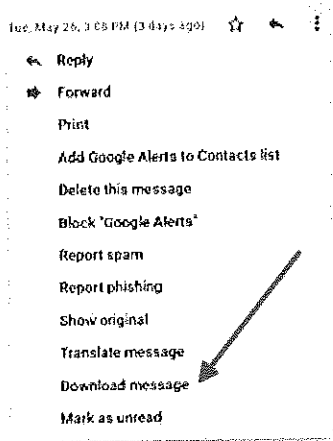 Tue, May 26, 3:08 PM (3 days ago)
Reply
Forward
Print
Add Google Alerts to Contacts list
Delete this message
Block "Google Alerts"
Report spam
Report phishing
Show original
Translate message
Download message
Mark as unread